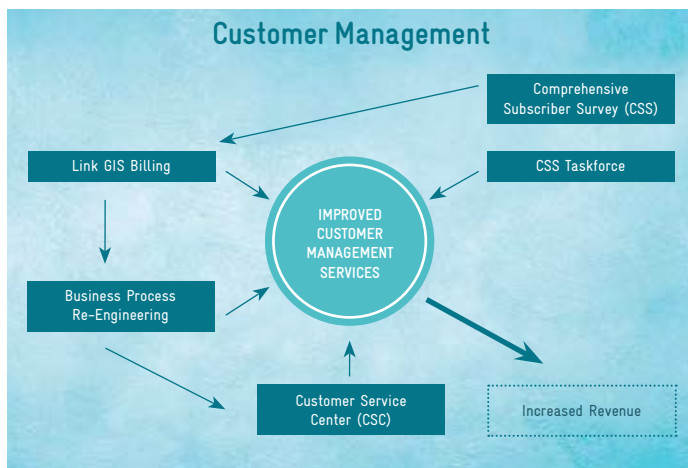 Customer Management
Comprehensive
Subscriber Survey (CSS)
Link GIS Billing
CSS Taskforce
IMPROVED
CUSTOMER
MANAGEMENT
SERVICES
Business Process
Re-Engineering
Customer Service
Center (CSC)
Increased Revenue